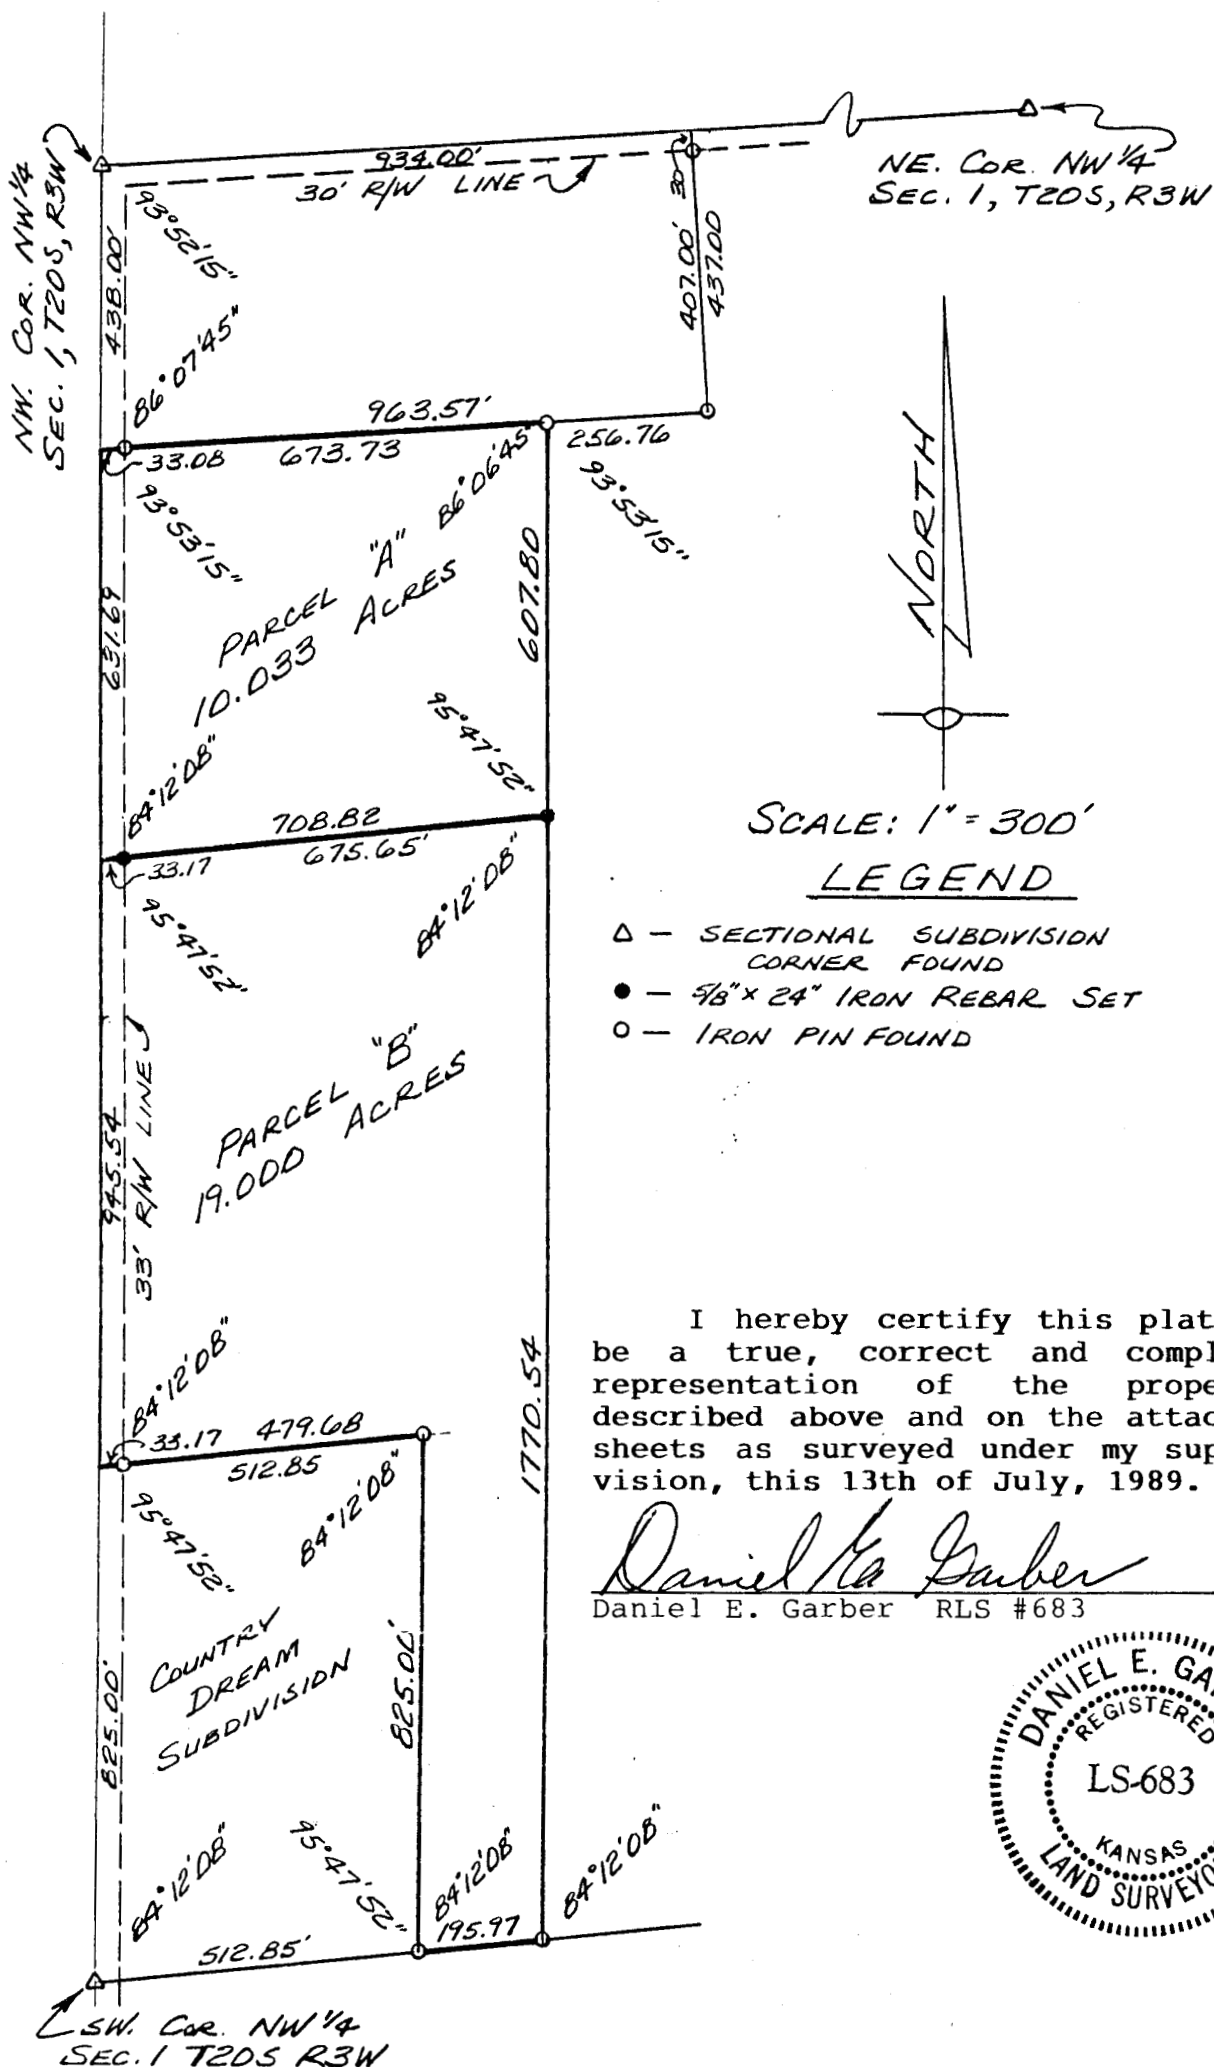 NW. COR. NW 1/4
SEC. 1, T20S, R3W
934.00'
30' R/W LINE
30'
NE. COR. NW 1/4
SEC. 1, T20S, R3W
93°52'15"
438.00'
86°07'45"
407.00'
437.00
963.57'
33.08
673.73
256.76
93°53'15"
86°06'45"
93°53'15"
PARCEL "A"
10.033 ACRES
631.69
607.80
NORTH
84°12'08"
95°47'52"
708.82
33.17
675.65'
SCALE: 1" = 300'
LEGEND
△ — SECTIONAL SUBDIVISION
CORNER FOUND
● — 5/8" x 24" IRON REBAR SET
○ — IRON PIN FOUND
95°47'52"
84°12'08"
PARCEL "B"
19.000 ACRES
945.54
33' R/W LINE
84°12'08"
1770.54
33.17 479.68
512.85
84°12'08"
95°47'52"
I hereby certify this plat
be a true, correct and compl
representation of the prope
described above and on the attac
sheets as surveyed under my sup
vision, this 13th of July, 1989.
Daniel E. Garber RLS #683
COUNTRY
DREAM
SUBDIVISION
825.00'
825.00'
DANIEL E. GA
REGISTERED
LS-683
KANSAS
LAND SURVEYO
84°12'08"
95°47'52"
84°12'08"
84°12'08"
195.97
512.85'
SW. COR. NW 1/4
SEC. 1 T20S R3W